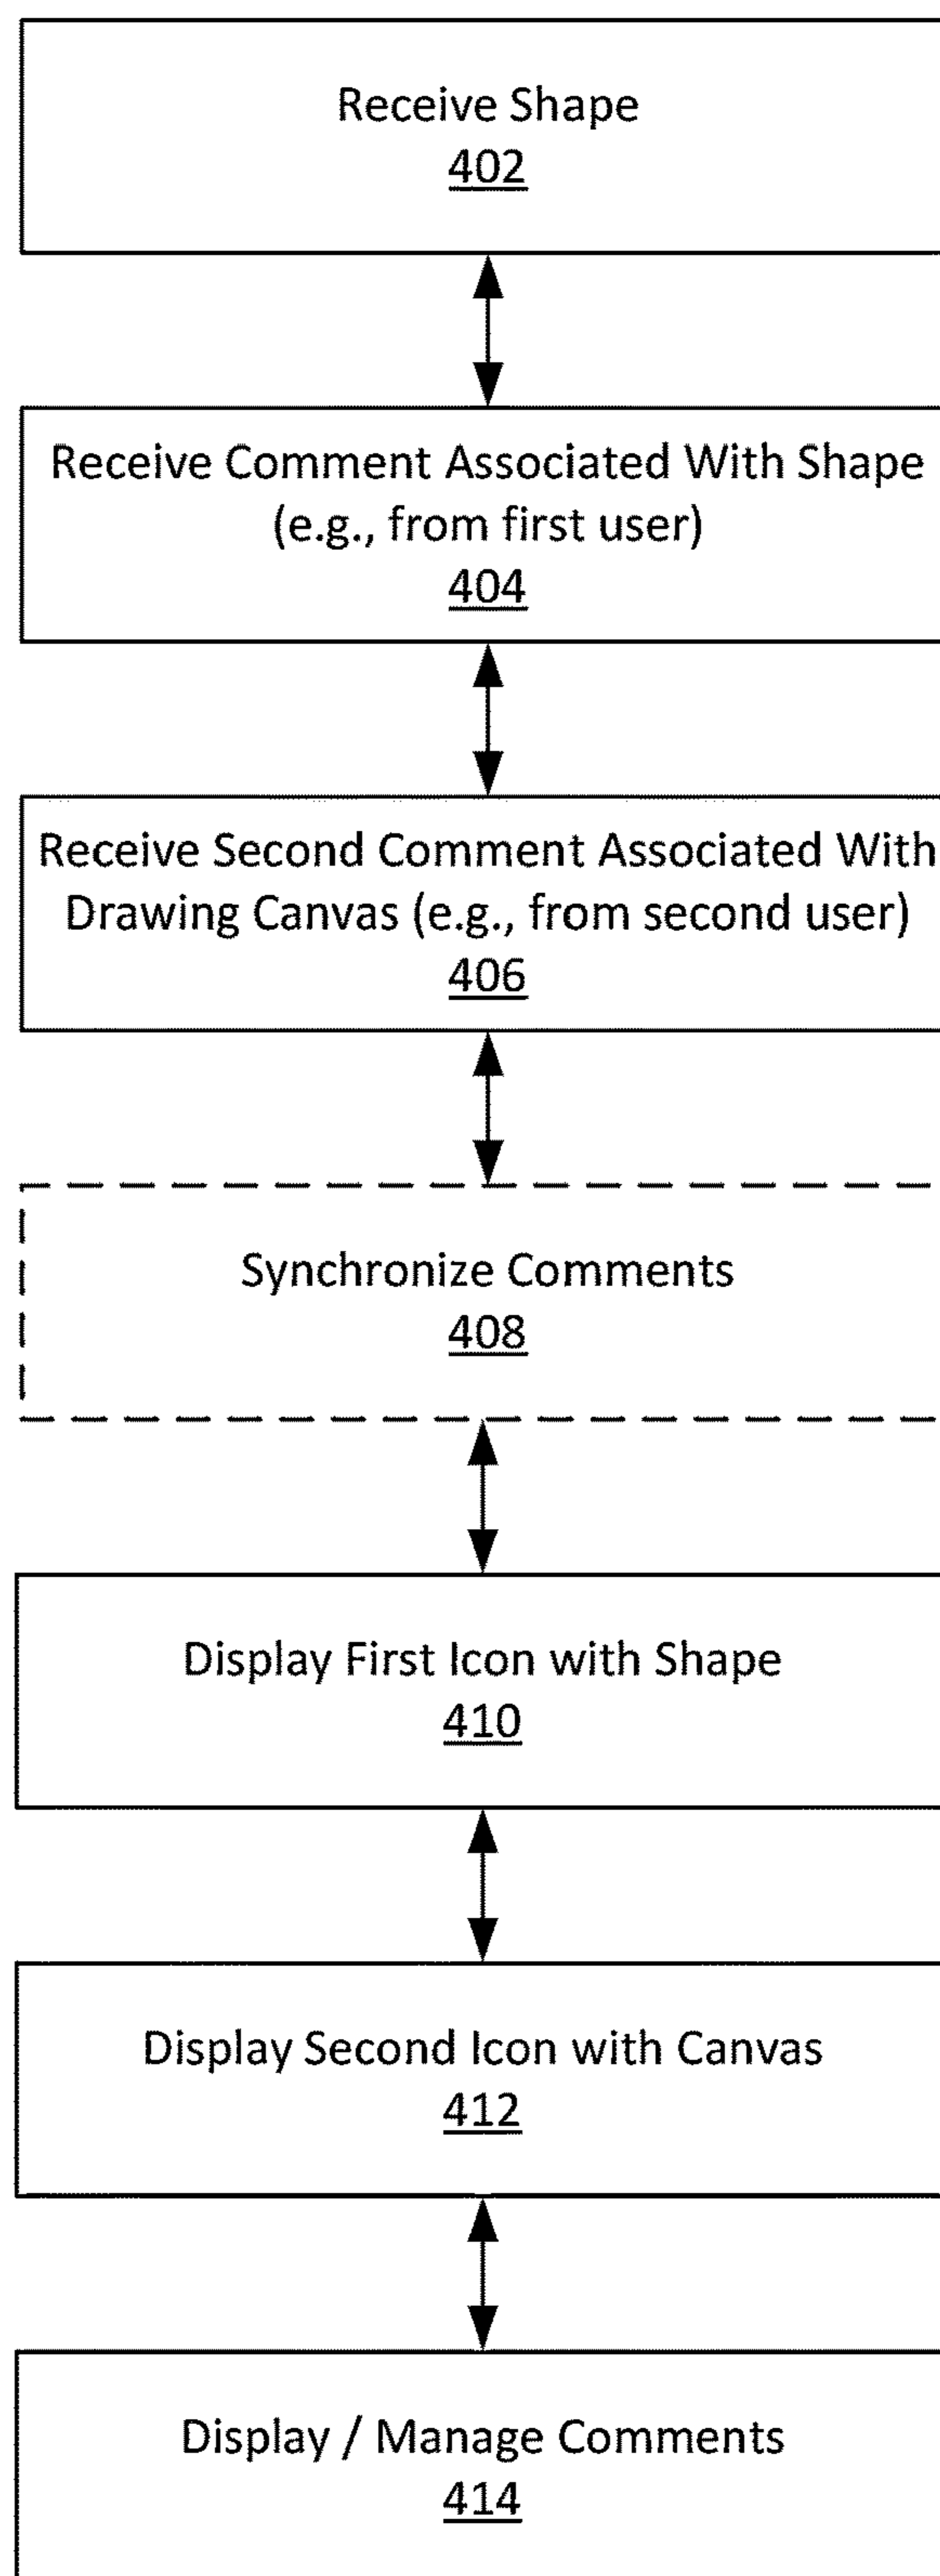 Receive Shape
402
Receive Comment Associated With Shape
(e.g., from first user)
404
Receive Second Comment Associated With
Drawing Canvas (e.g., from second user)
406
Synchronize Comments
408
Display First Icon with Shape
410
Display Second Icon with Canvas
412
Display / Manage Comments
414